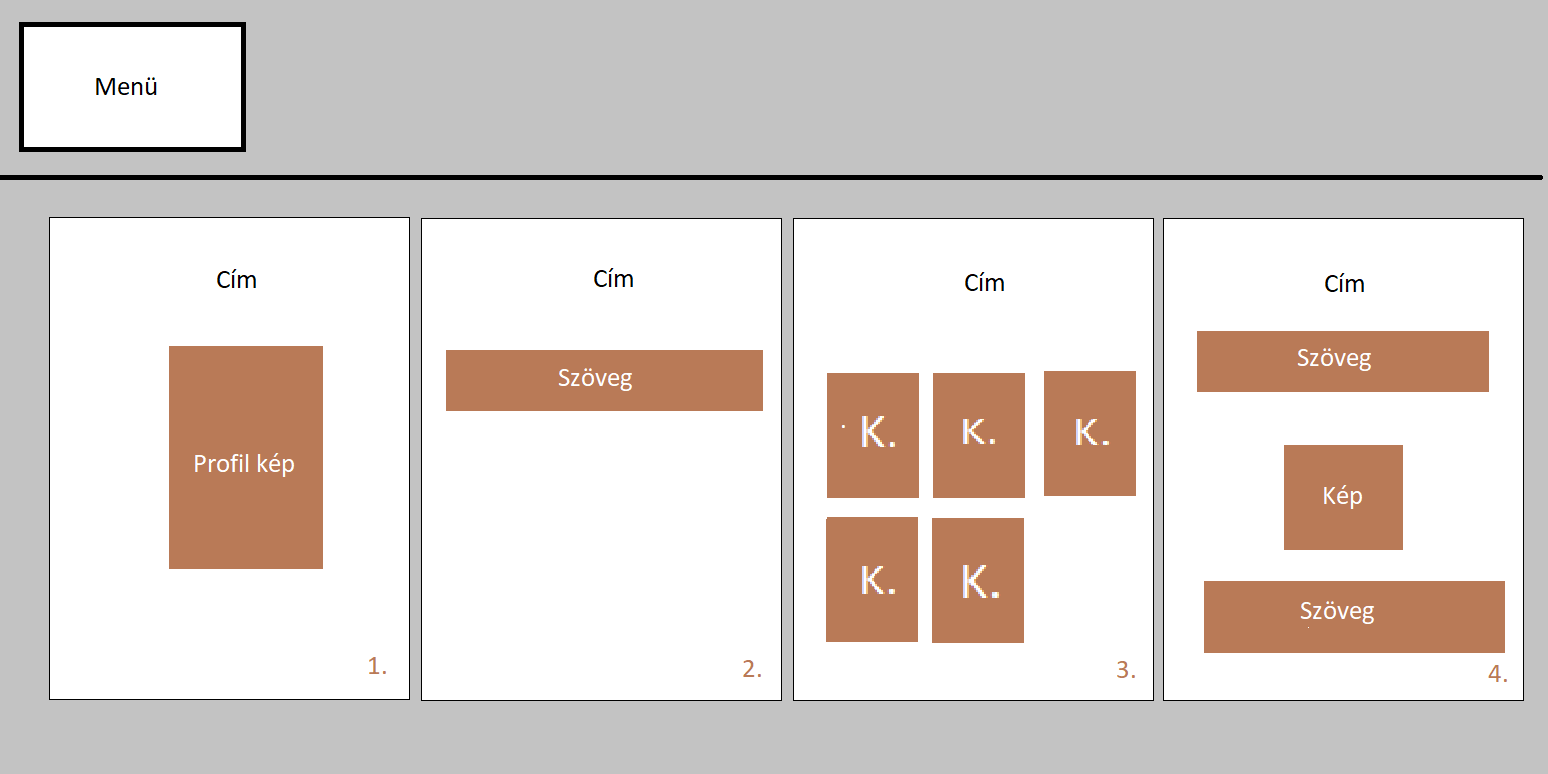 Menü
Cím
Profil kép
1.
Cím
Szöveg
2.
Cím
K.
K.
K.
K.
K.
3.
Cím
Szöveg
Kép
Szöveg
4.